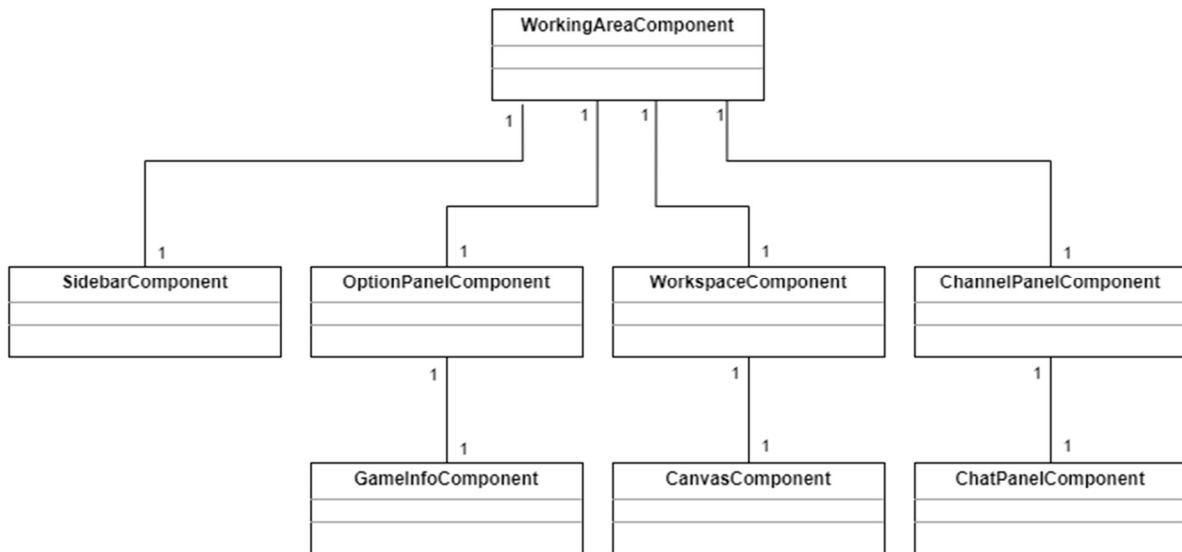 WorkingAreaComponent
1 1 1 1
1 1 1 1
SidebarComponent OptionPanelComponent WorkspaceComponent ChannelPanelComponent
1 1 1
1 1 1
GameInfoComponent CanvasComponent ChatPanelComponent